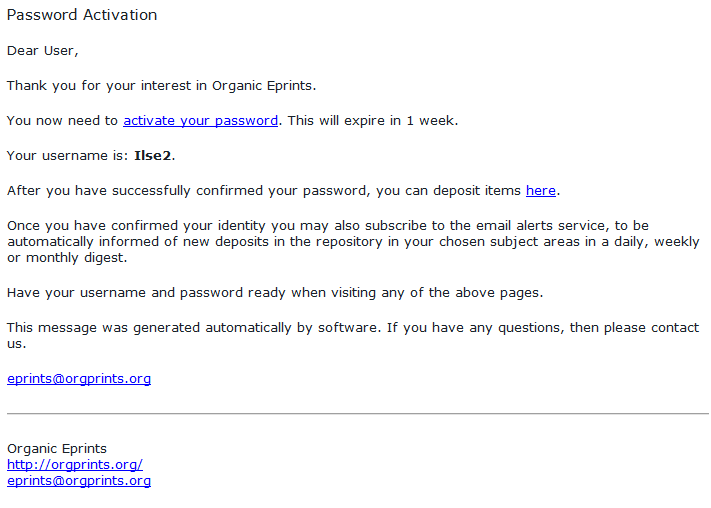 Password Activation
Dear User,
Thank you for your interest in Organic Eprints.
You now need to activate your password. This will expire in 1 week.
Your username is: Ilse2.
After you have successfully confirmed your password, you can deposit items here.
Once you have confirmed your identity you may also subscribe to the email alerts service, to be
automatically informed of new deposits in the repository in your chosen subject areas in a daily, weekly
or monthly digest.
Have your username and password ready when visiting any of the above pages.
This message was generated automatically by software. If you have any questions, then please contact
us.
eprints@orgprints.org
Organic Eprints
http://orgprints.org/
eprints@orgprints.org